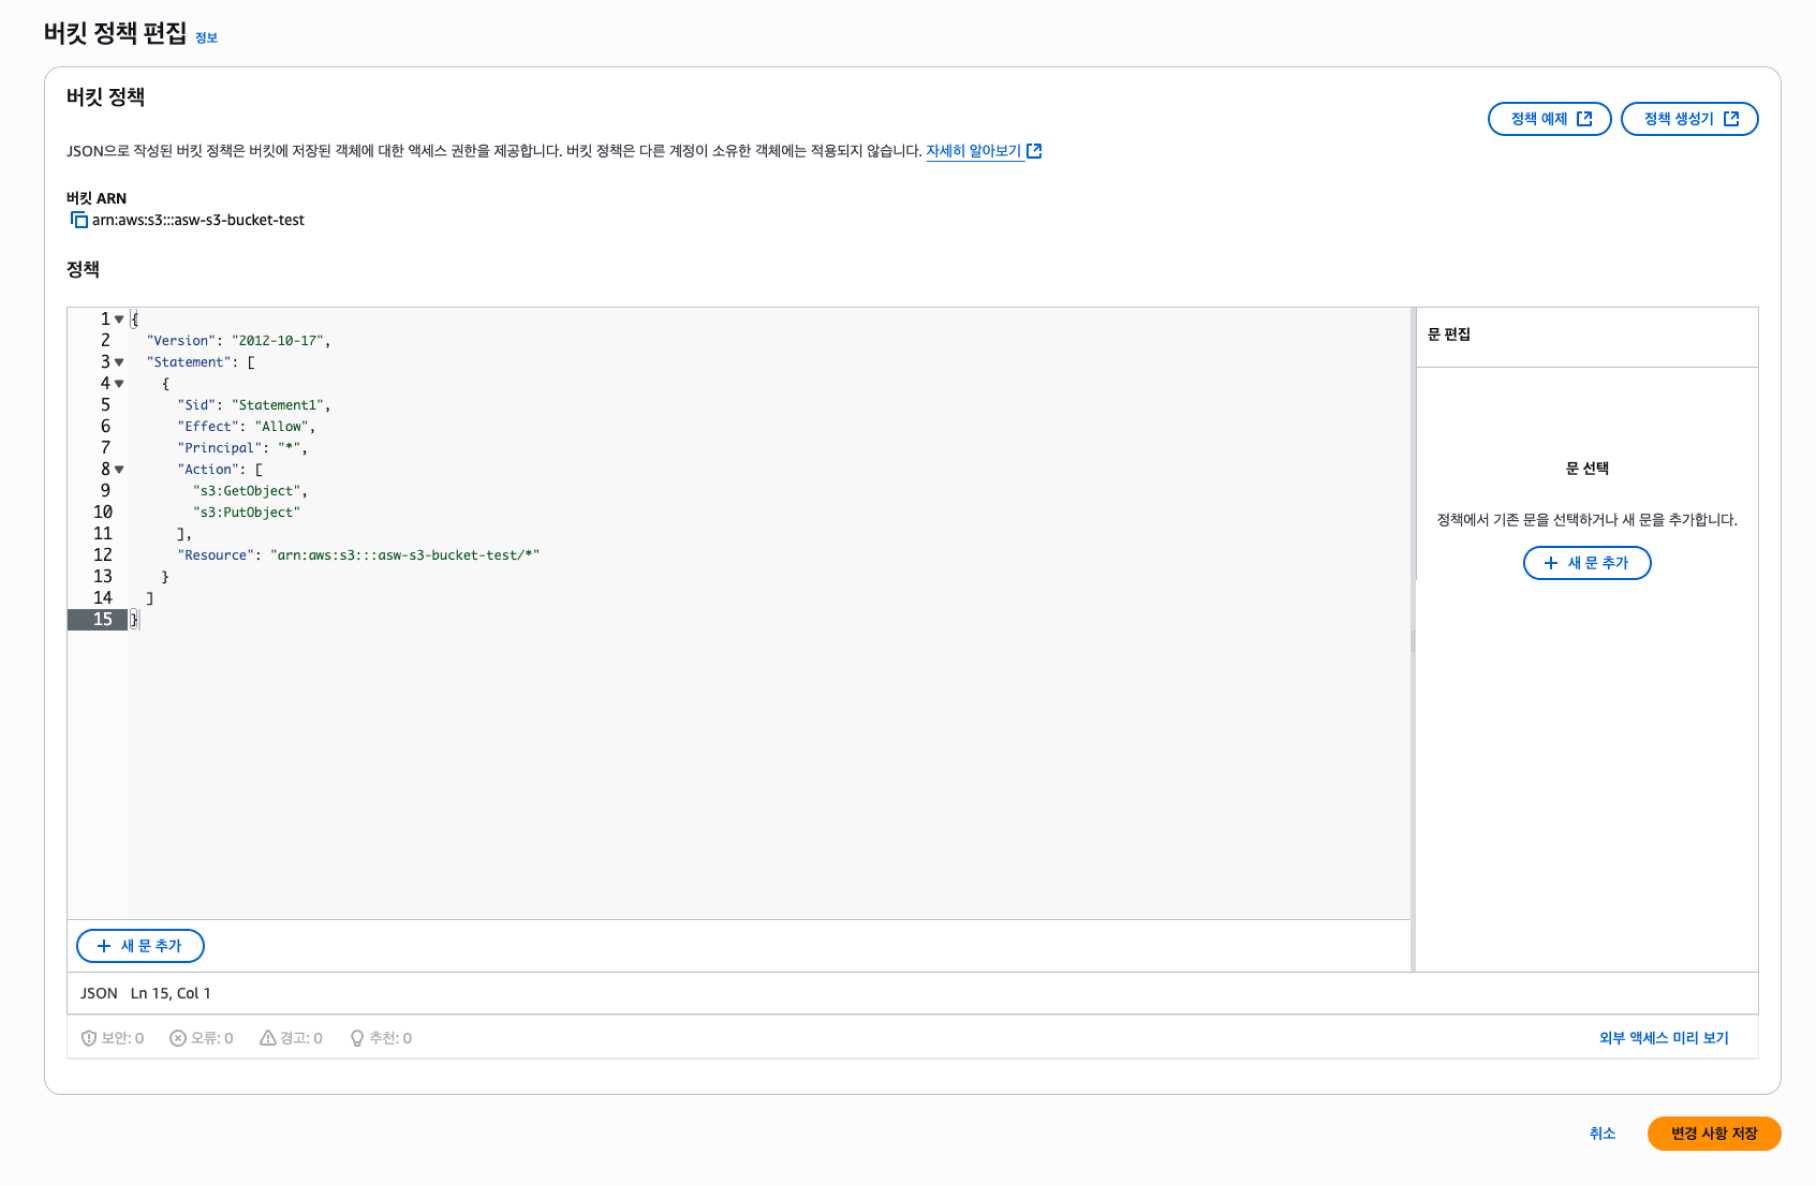 버킷 정책 편집 정보
버킷 정책
정책 예제
정책 생성기
JSON으로 작성된 버킷 정책은 버킷에 저장된 객체에 대한 액세스 권한을 제공합니다. 버킷 정책은 다른 계정이 소유한 객체에는 적용되지 않습니다. 자세히 알아보기
버킷 ARN
arn:aws:s3:::asw-s3-bucket-test
정책
1 {
2 "Version": "2012-10-17",
3 "Statement": [
4 {
5 "Sid": "Statement1",
6 "Effect": "Allow",
7 "Principal": "*",
8 "Action": [
9 "s3:GetObject",
10 "s3:PutObject"
11 ],
12 "Resource": "arn:aws:s3:::asw-s3-bucket-test/*"
13 }
14 ]
15 }
문 편집
문 선택
정책에서 기존 문을 선택하거나 새 문을 추가합니다.
+ 새 문 추가
+ 새 문 추가
JSON Ln 15, Col 1
보안: 0 오류: 0 경고: 0 추천: 0
외부 액세스 미리 보기
취소
변경 사항 저장